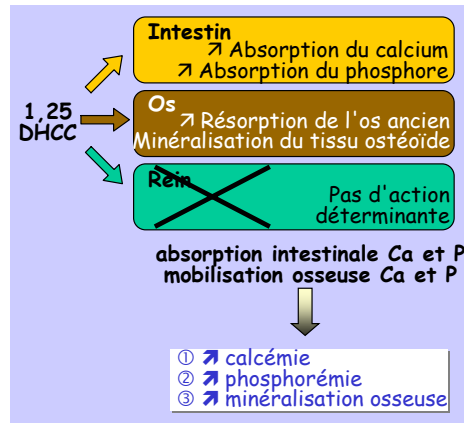 Intestin
↗ Absorption du calcium
↗ Absorption du phosphore
1,25
DHCC
Os
↗ Résorption de l'os ancien
Minéralisation du tissu ostéoïde
Rein
Pas d'action
déterminante
absorption intestinale Ca et P
mobilisation osseuse Ca et P
① ↗ calcémie
② ↗ phosphorémie
③ ↗ minéralisation osseuse